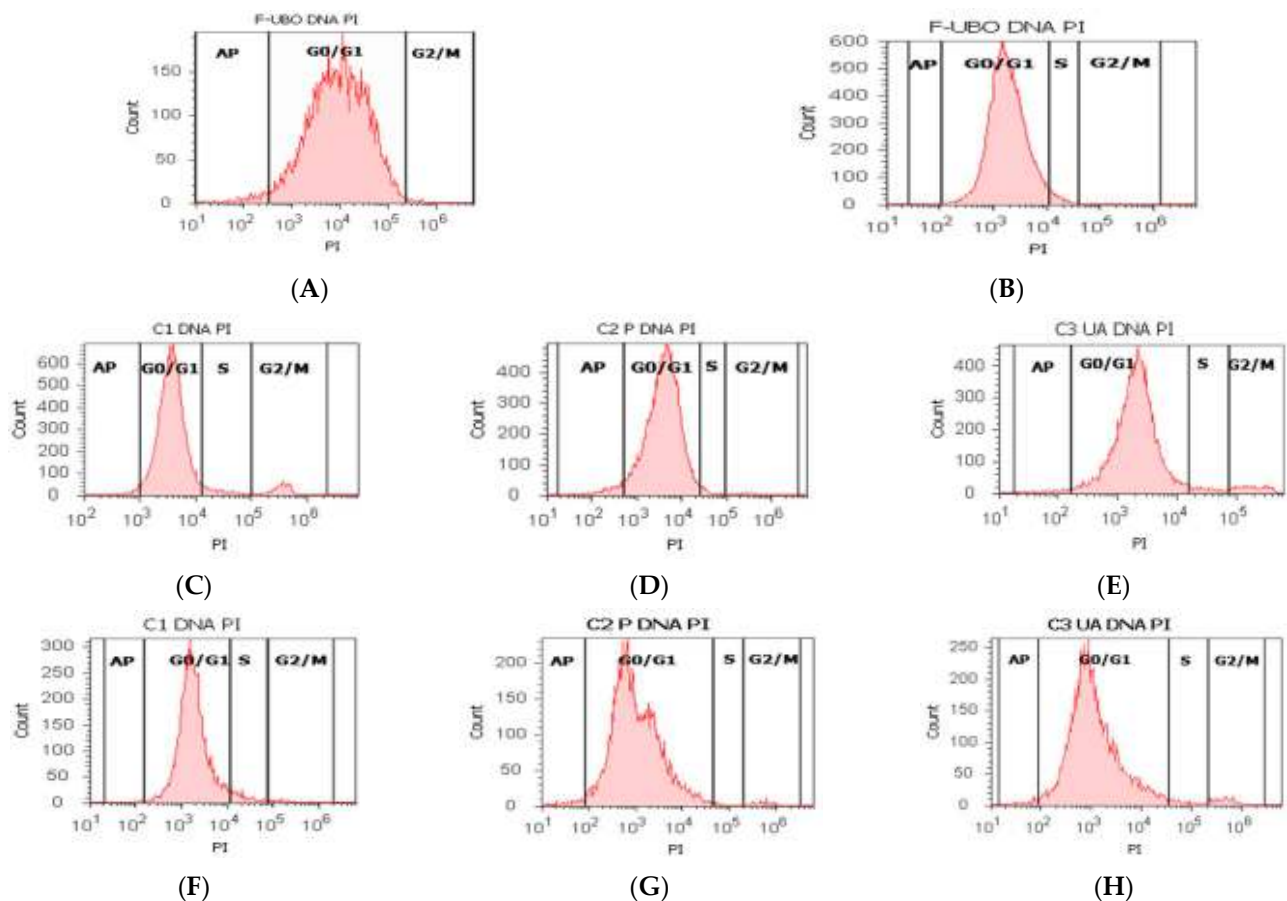 F-UBO DNA PI
AP G0/G1 G2/M
Count
150
100
50
0
10^1 10^2 10^3 10^4 10^5 10^6
PI
(A)
F-UBO DNA PI
AP G0/G1 S G2/M
Count
600
500
400
300
200
100
0
10^1 10^2 10^3 10^4 10^5 10^6
PI
(B)
C1 DNA PI
AP G0/G1 S G2/M
Count
600
500
400
300
200
100
0
10^2 10^3 10^4 10^5 10^6
PI
(C)
C2 P DNA PI
AP G0/G1 S G2/M
Count
400
300
200
100
0
10^1 10^2 10^3 10^4 10^5 10^6
PI
(D)
C3 UA DNA PI
AP G0/G1 S G2/M
Count
400
300
200
100
0
10^1 10^2 10^3 10^4 10^5
PI
(E)
C1 DNA PI
AP G0/G1 S G2/M
Count
300
250
200
150
100
50
0
10^1 10^2 10^3 10^4 10^5 10^6
PI
(F)
C2 P DNA PI
AP G0/G1 S G2/M
Count
200
150
100
50
0
10^1 10^2 10^3 10^4 10^5 10^6
PI
(G)
C3 UA DNA PI
AP G0/G1 S G2/M
Count
250
200
150
100
50
0
10^1 10^2 10^3 10^4 10^5 10^6
PI
(H)